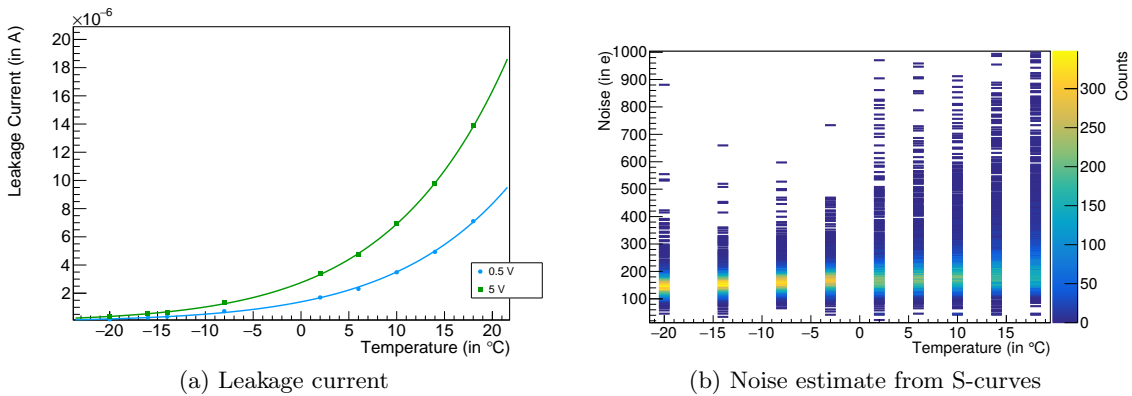 ×10⁻⁶
Leakage Current (in A)
20
18
16
14
12
10
8
6
4
2
−20 −15 −10 −5 0 5 10 15 20
Temperature (in °C)
0.5 V
5 V
(a) Leakage current
Noise (in e)
1000
900
800
700
600
500
400
300
200
100
−20 −15 −10 −5 0 5 10 15
Temperature (in °C)
Counts
300
250
200
150
100
50
0
(b) Noise estimate from S-curves